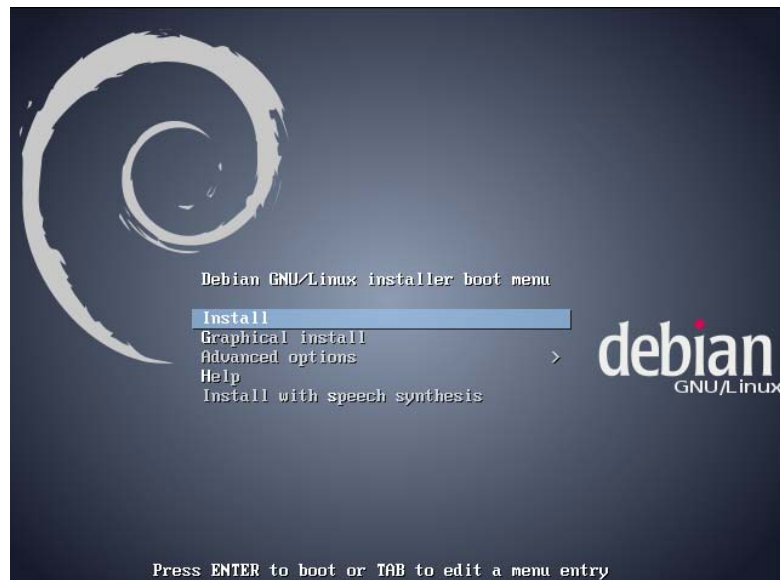 Debian GNU/Linux installer boot menu
Install
Graphical install
Advanced options >
Help
Install with speech synthesis
debian
GNU/Linux
Press ENTER to boot or TAB to edit a menu entry